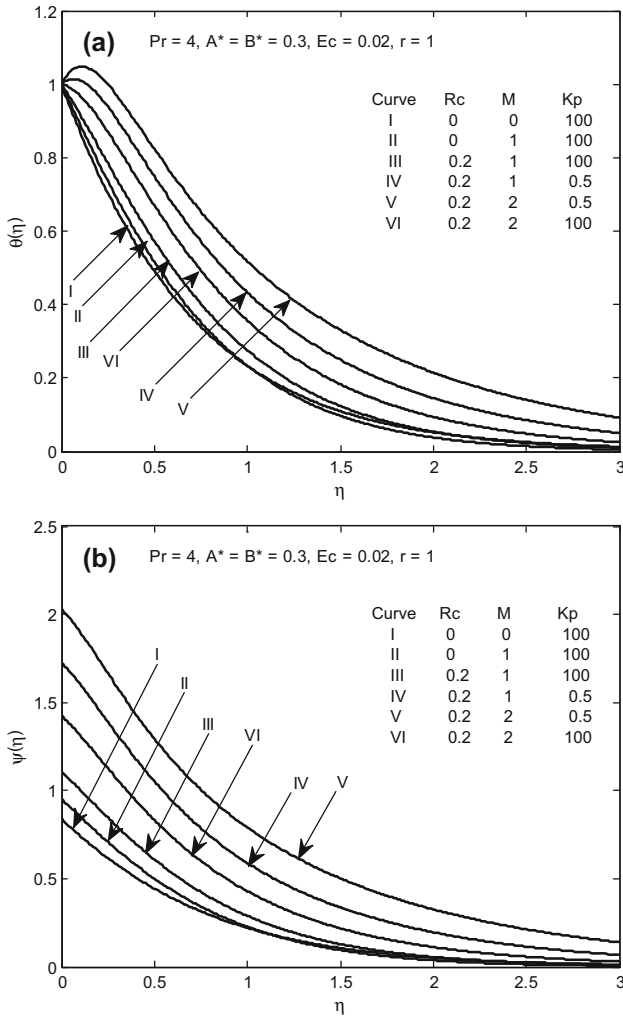 (a) Pr = 4, A* = B* = 0.3, Ec = 0.02, r = 1
Curve Rc M Kp
I 0 0 100
II 0 1 100
III 0.2 1 100
IV 0.2 1 0.5
V 0.2 2 0.5
VI 0.2 2 100
1.2
1
0.8
0.6
0.4
0.2
0
θ(η)
I
II
III
VI
IV
V
0 0.5 1 1.5 2 2.5 3
η
(b) Pr = 4, A* = B* = 0.3, Ec = 0.02, r = 1
Curve Rc M Kp
I 0 0 100
II 0 1 100
III 0.2 1 100
IV 0.2 1 0.5
V 0.2 2 0.5
VI 0.2 2 100
2.5
2
1.5
1
0.5
0
ψ(η)
I
II
III
VI
IV
V
0 0.5 1 1.5 2 2.5 3
η